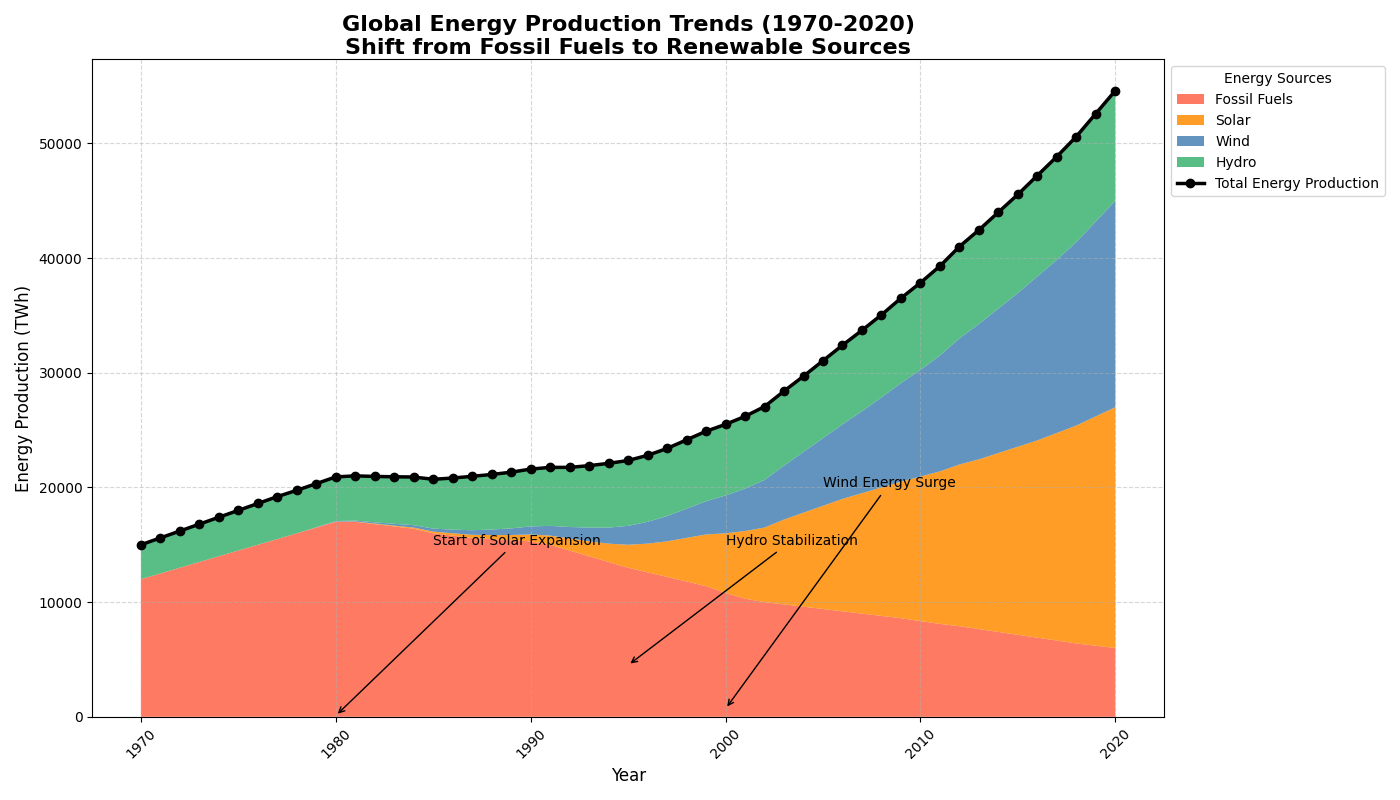 Global Energy Production Trends (1970-2020)
Shift from Fossil Fuels to Renewable Sources
Energy Sources
Fossil Fuels
Solar
Wind
Hydro
Total Energy Production
Energy Production (TWh)
50000
40000
30000
20000
10000
0
Wind Energy Surge
Start of Solar Expansion
Hydro Stabilization
1970
1980
1990
2000
2010
2020
Year